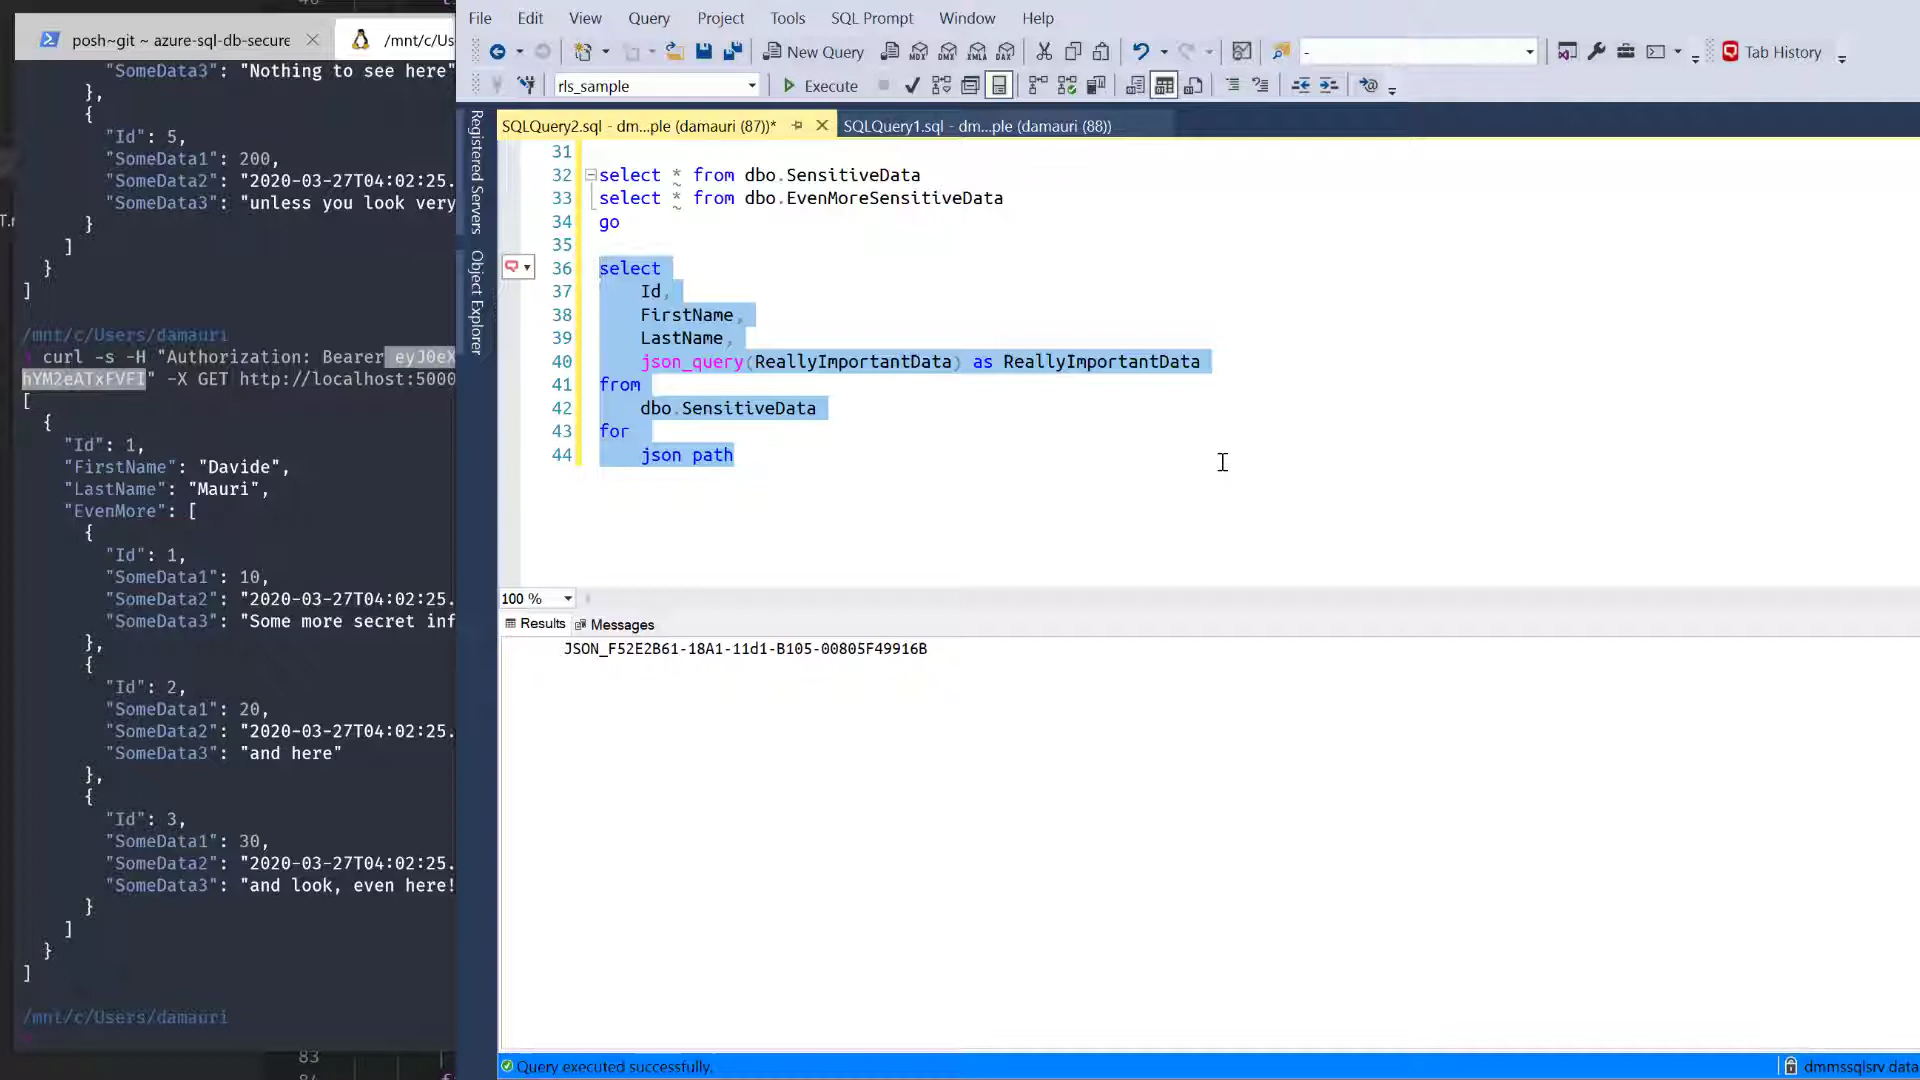 posh~git ~ azure-sql-db-secure
/mnt/c/Us
"SomeData3": "Nothing to see here"
},
{
"Id": 5,
"SomeData1": 200,
"SomeData2": "2020-03-27T04:02:25.
"SomeData3": "unless you look very
}
]
}
]
/mnt/c/Users/damauri
curl -s -H "Authorization: Bearer eyJ0eX
hYM2eATxFVFI" -X GET http://localhost:5000
[
{
"Id": 1,
"FirstName": "Davide",
"LastName": "Mauri",
"EvenMore": [
{
"Id": 1,
"SomeData1": 10,
"SomeData2": "2020-03-27T04:02:25.
"SomeData3": "Some more secret inf
},
{
"Id": 2,
"SomeData1": 20,
"SomeData2": "2020-03-27T04:02:25.
"SomeData3": "and here"
},
{
"Id": 3,
"SomeData1": 30,
"SomeData2": "2020-03-27T04:02:25.
"SomeData3": "and look, even here!
}
]
}
]
/mnt/c/Users/damauri
83
File Edit View Query Project Tools SQL Prompt Window Help
New Query
MDX DMX XMLA DAX
-
Tab History
rls_sample
Execute
Registered Servers
Object Explorer
SQLQuery2.sql - dm...ple (damauri (87))*
SQLQuery1.sql - dm...ple (damauri (88))
31
32 select * from dbo.SensitiveData
33 select * from dbo.EvenMoreSensitiveData
34 go
35
36 select
37 Id,
38 FirstName,
39 LastName,
40 json_query(ReallyImportantData) as ReallyImportantData
41 from
42 dbo.SensitiveData
43 for
44 json path
100 %
Results Messages
JSON_F52E2B61-18A1-11d1-B105-00805F49916B
Query executed successfully.
dmmssqlsrv.data